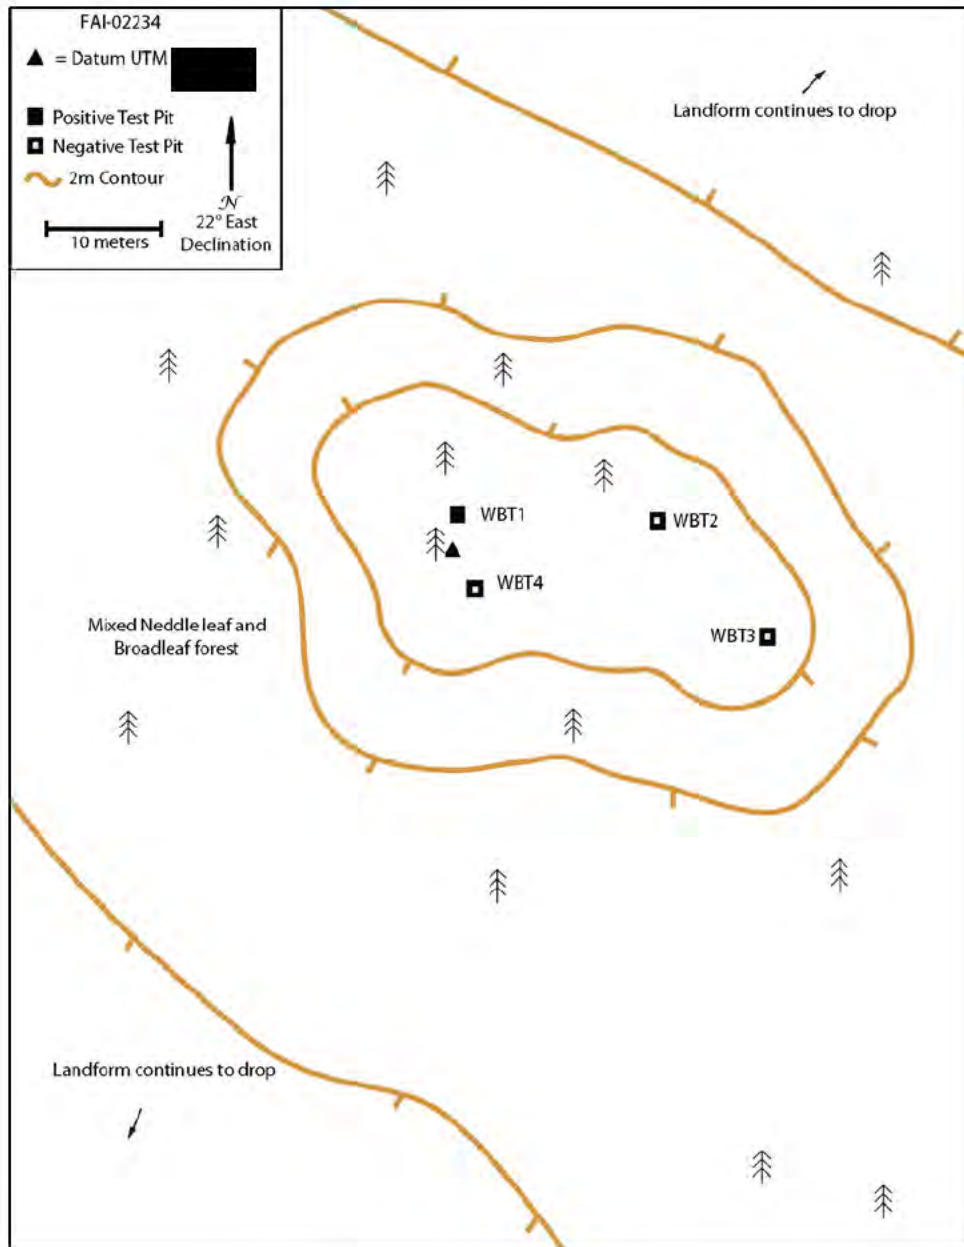 FAI-02234
= Datum UTM
Positive Test Pit
Negative Test Pit
2m Contour
N
22° East
Declination
10 meters
Landform continues to drop
WBT1
WBT2
WBT4
WBT3
Mixed Neddle leaf and
Broadleaf forest
Landform continues to drop